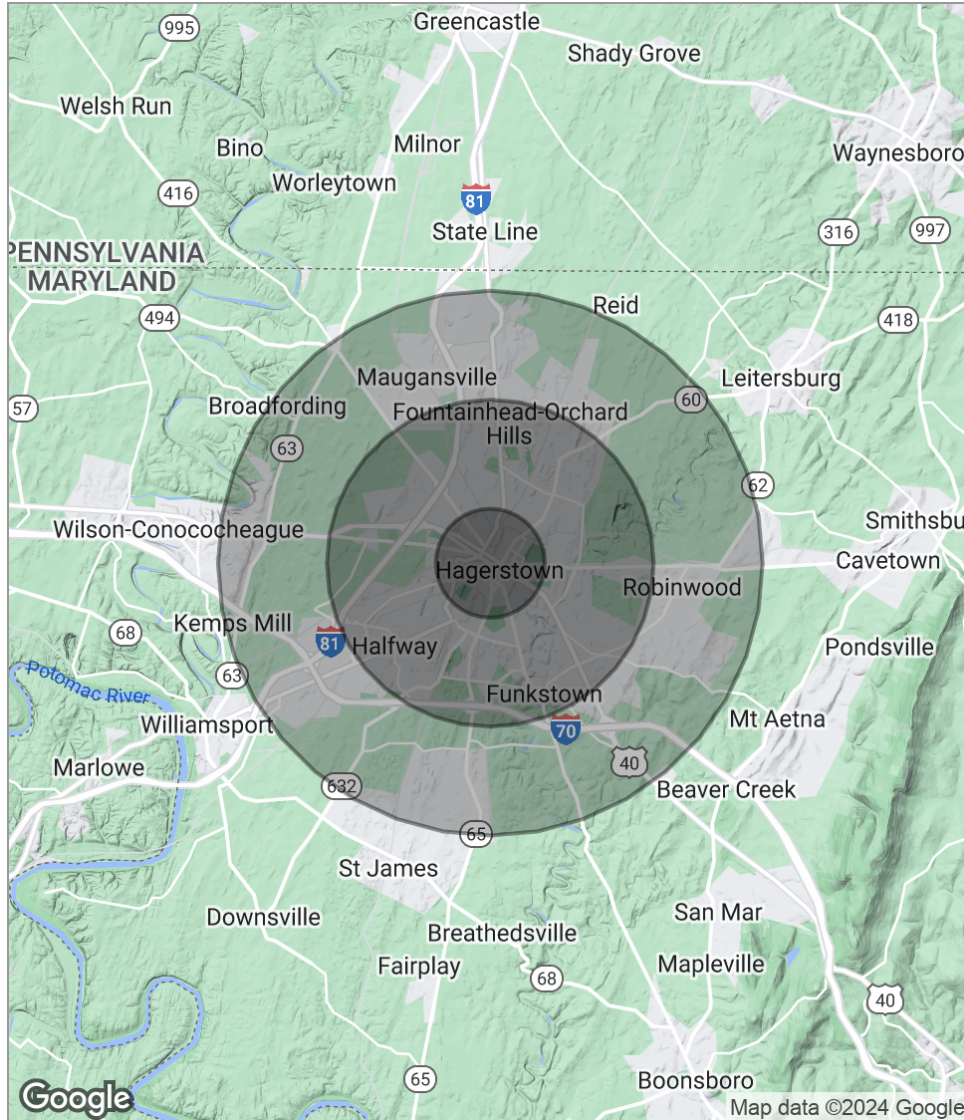 Greencastle
995
Shady Grove
Welsh Run
Milnor
Bino
Waynesboro
Worleytown
416
81
State Line
316
997
PENNSYLVANIA
MARYLAND
Reid
494
418
Maugansville
Leitersburg
57
Broadfording
60
Fountainhead-Orchard
Hills
63
62
Wilson-Conococheague
Smithsbu
Cavetown
Hagerstown
Robinwood
Kemps Mill
68
81
Halfway
Pondsville
63
Potomac River
Funkstown
Williamsport
Mt Aetna
70
40
Marlowe
632
Beaver Creek
65
St James
Downsville
San Mar
Breathedsville
Fairplay
Mapleville
68
40
65
Boonsboro
Google
Map data ©2024 Google